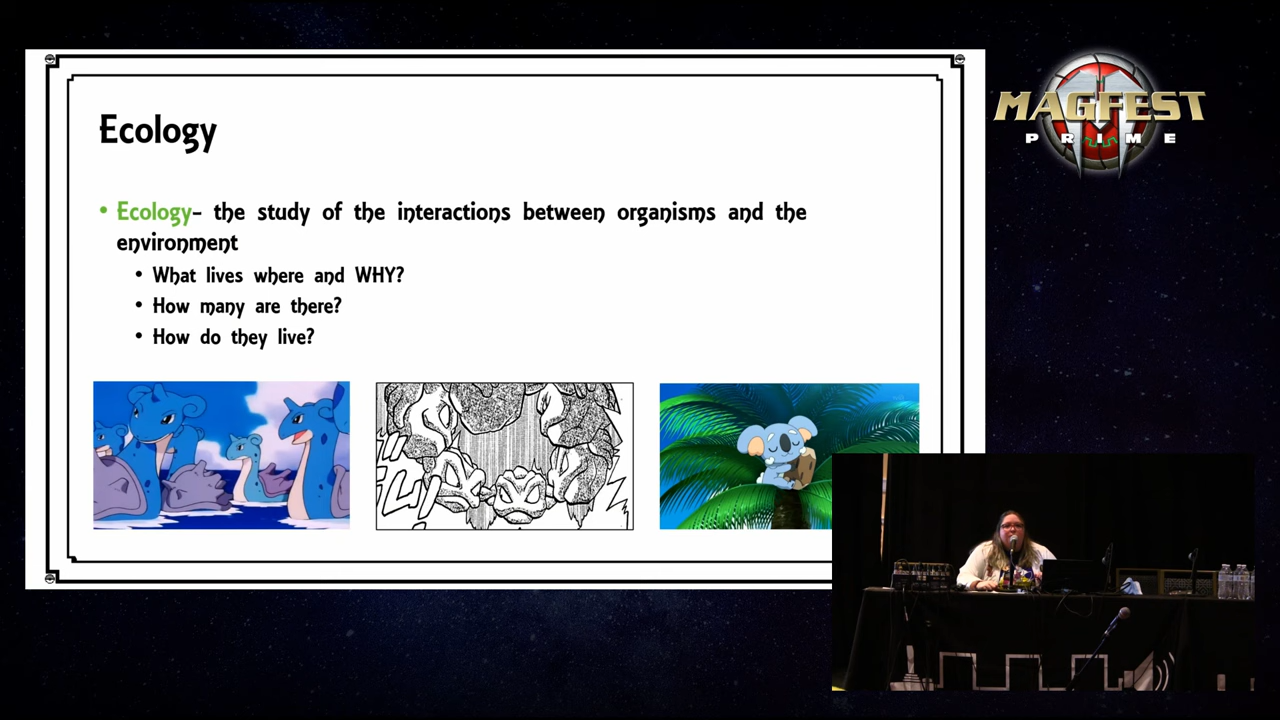 Ecology
• Ecology- the study of the interactions between organisms and the
environment
• What lives where and WHY?
• How many are there?
• How do they live?
MAGFEST
PRIME